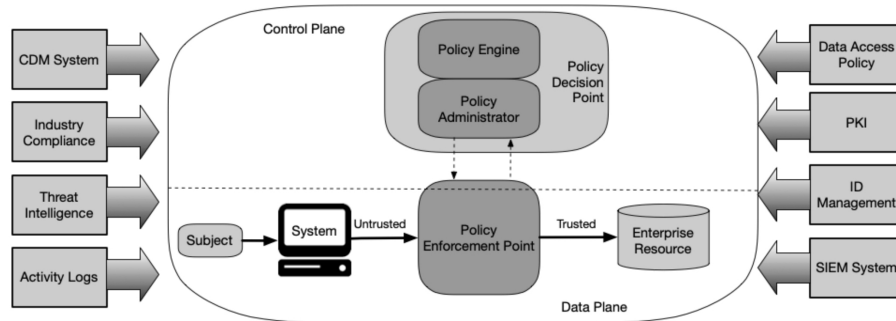 Control Plane
CDM System
Industry
Compliance
Threat
Intelligence
Activity Logs
Policy Engine
Policy
Administrator
Policy
Decision
Point
Data Access
Policy
PKI
ID
Management
SIEM System
Subject
System
Untrusted
Policy
Enforcement Point
Trusted
Enterprise
Resource
Data Plane